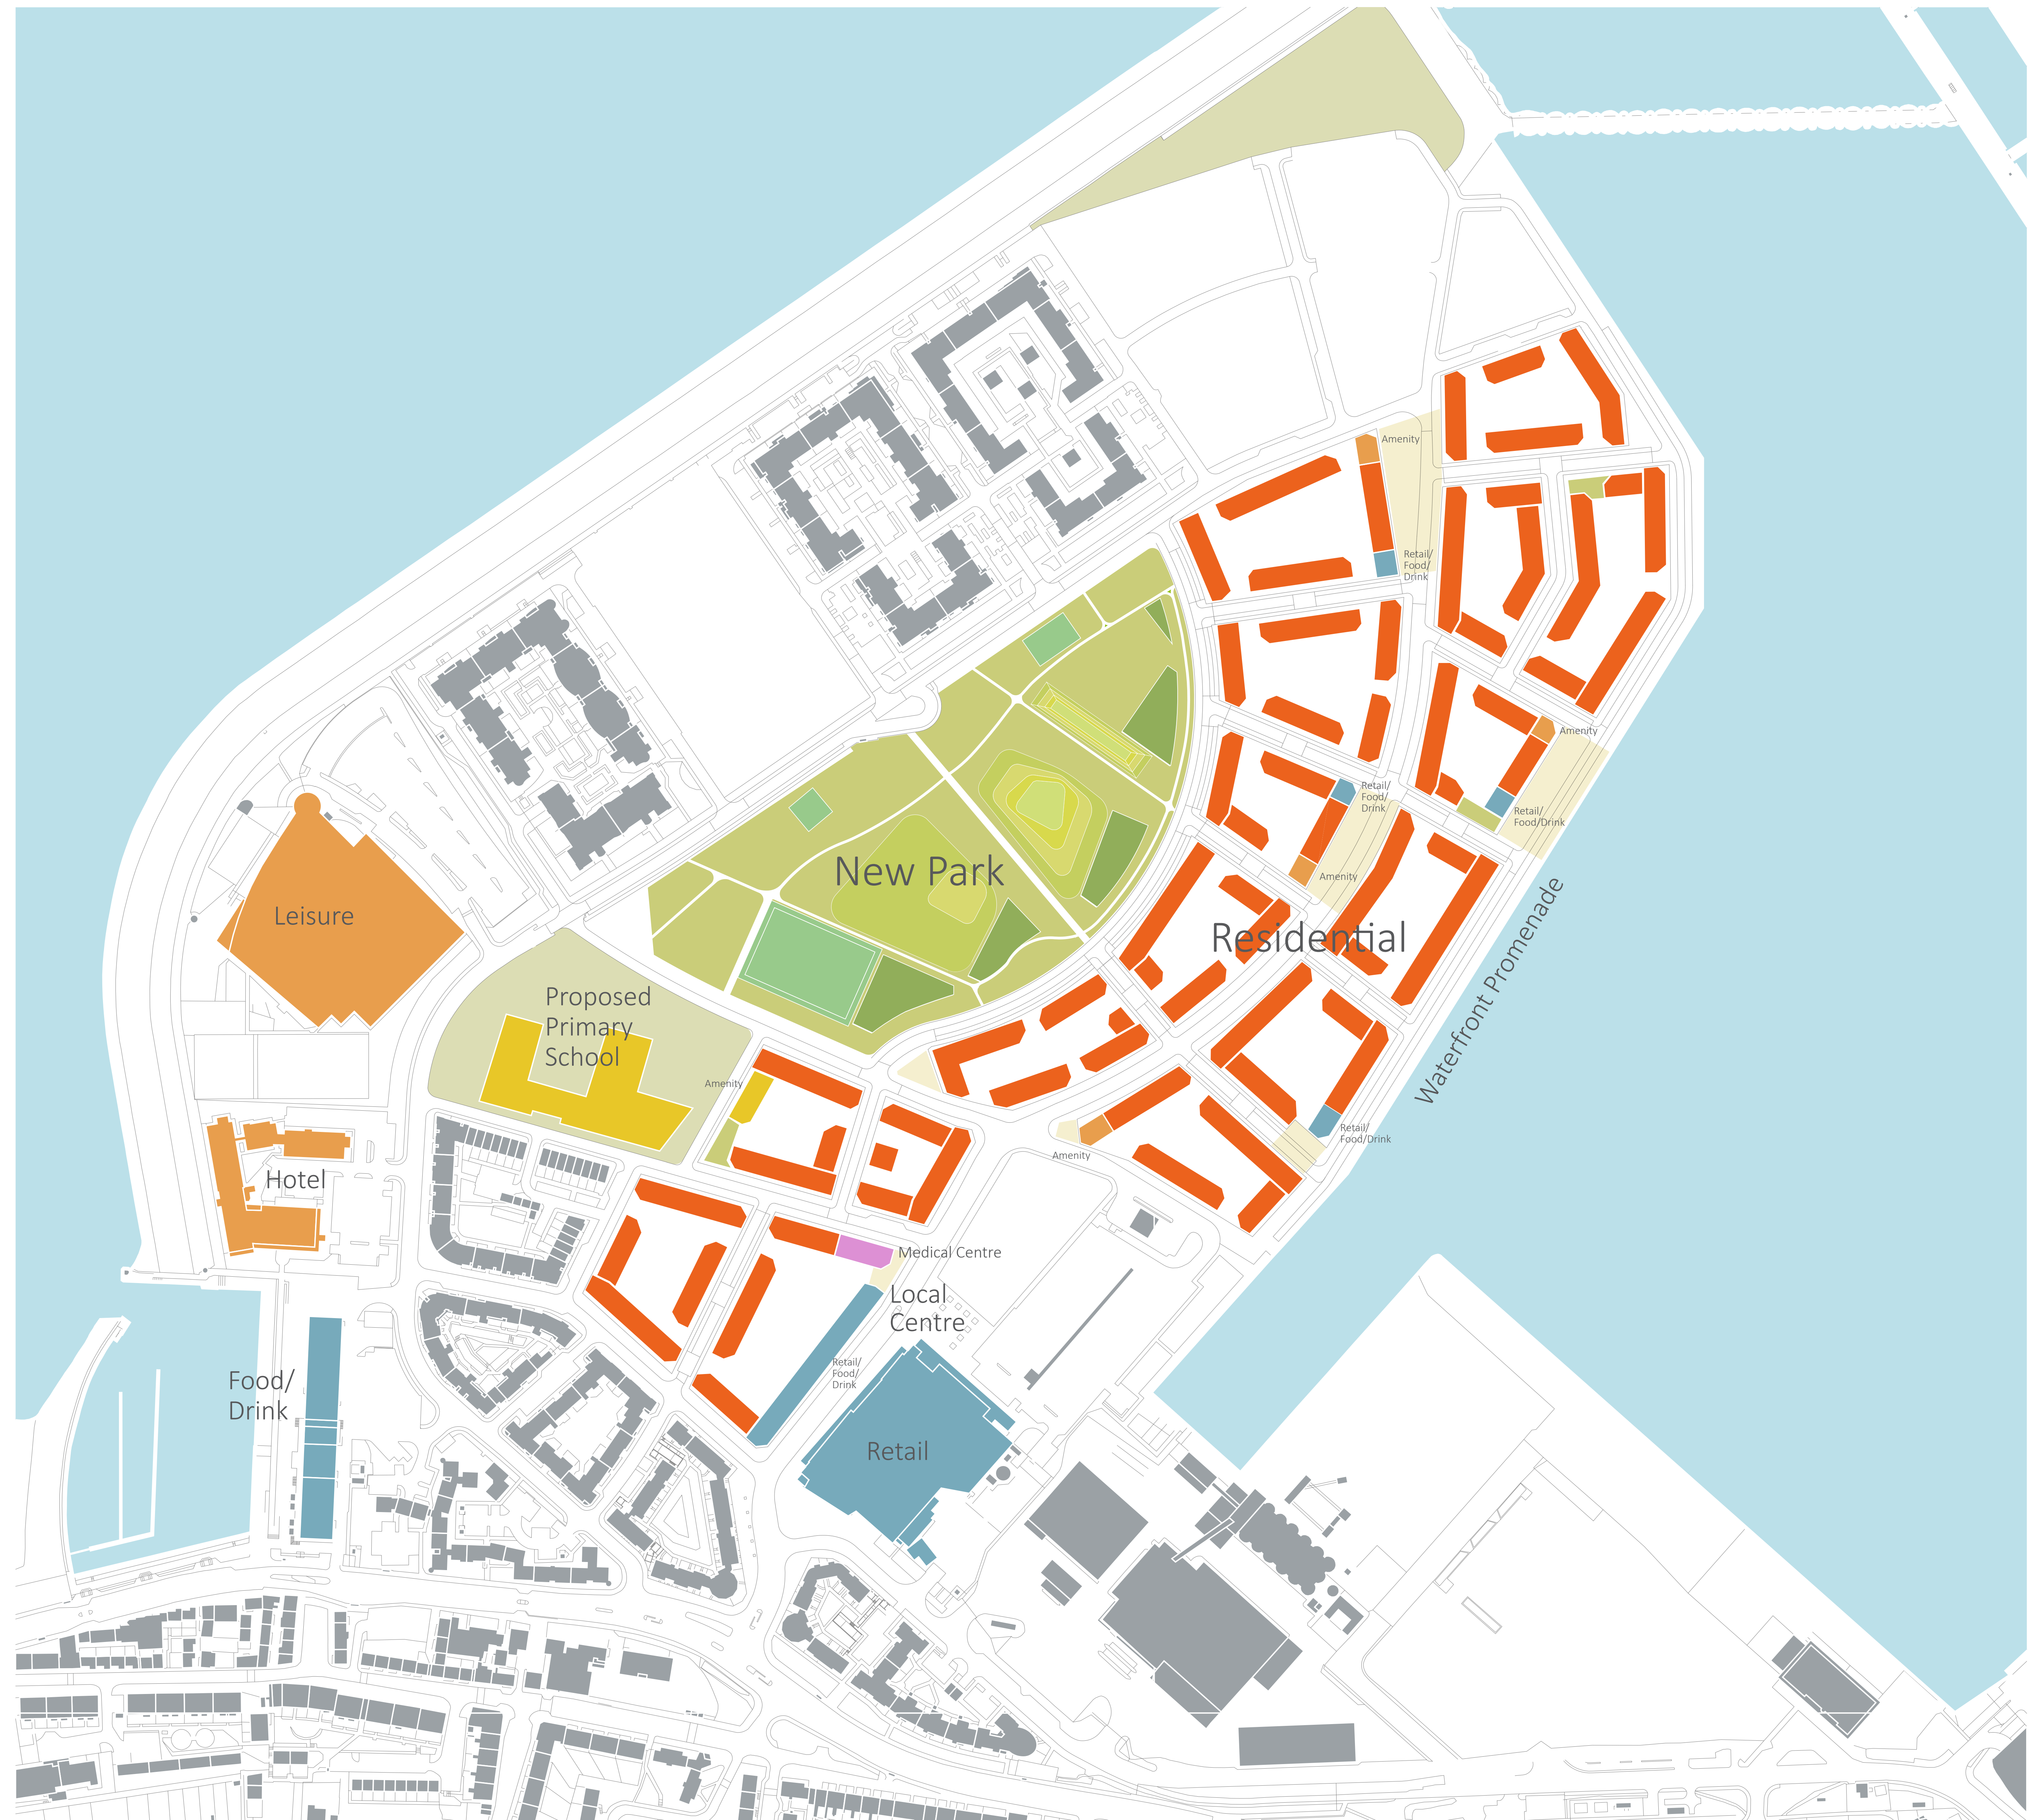 Amenity
Retail/
Food/
Drink
Amenity
Retail/
Food/
Drink
Retail/
Food/Drink
New Park
Amenity
Leisure
Residential
Waterfront Promenade
Proposed
Primary
School
Amenity
Retail/
Food/Drink
Amenity
Hotel
Medical Centre
Local
Centre
Retail/
Food/
Drink
Food/
Drink
Retail